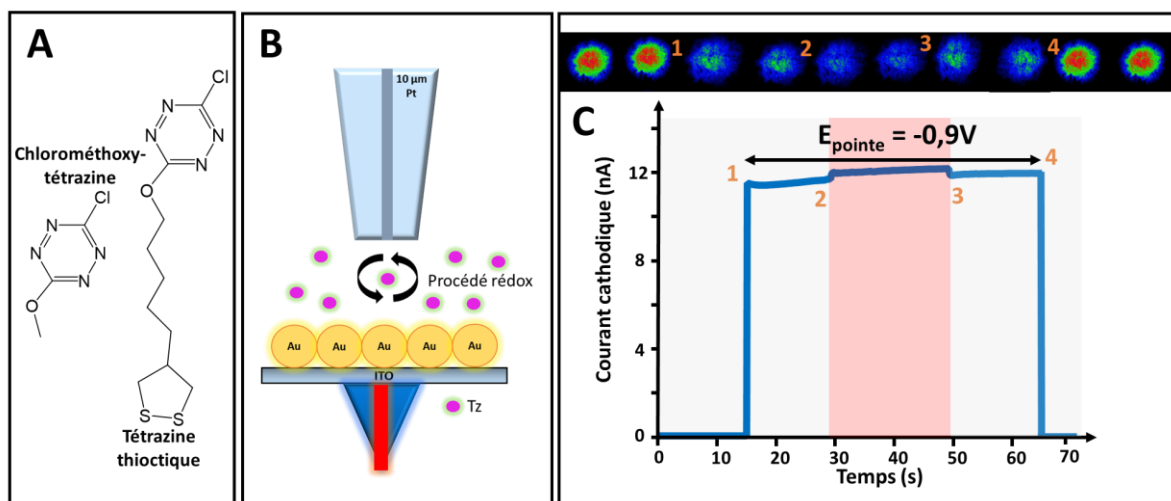 A
Cl
N
N
N
N
O
Chlorométhoxy-
tétrazine
Cl
N
N
N
N
O
S
S
Tétrazine
thioctique
B
10 µm
Pt
Procédé rédox
Au
Au
Au
Au
Au
ITO
Tz
1
2
3
4
C
E pointe = -0,9V
Courant cathodique (nA)
12
8
4
0
1
2
3
4
0
10
20
30
40
50
60
70
Temps (s)